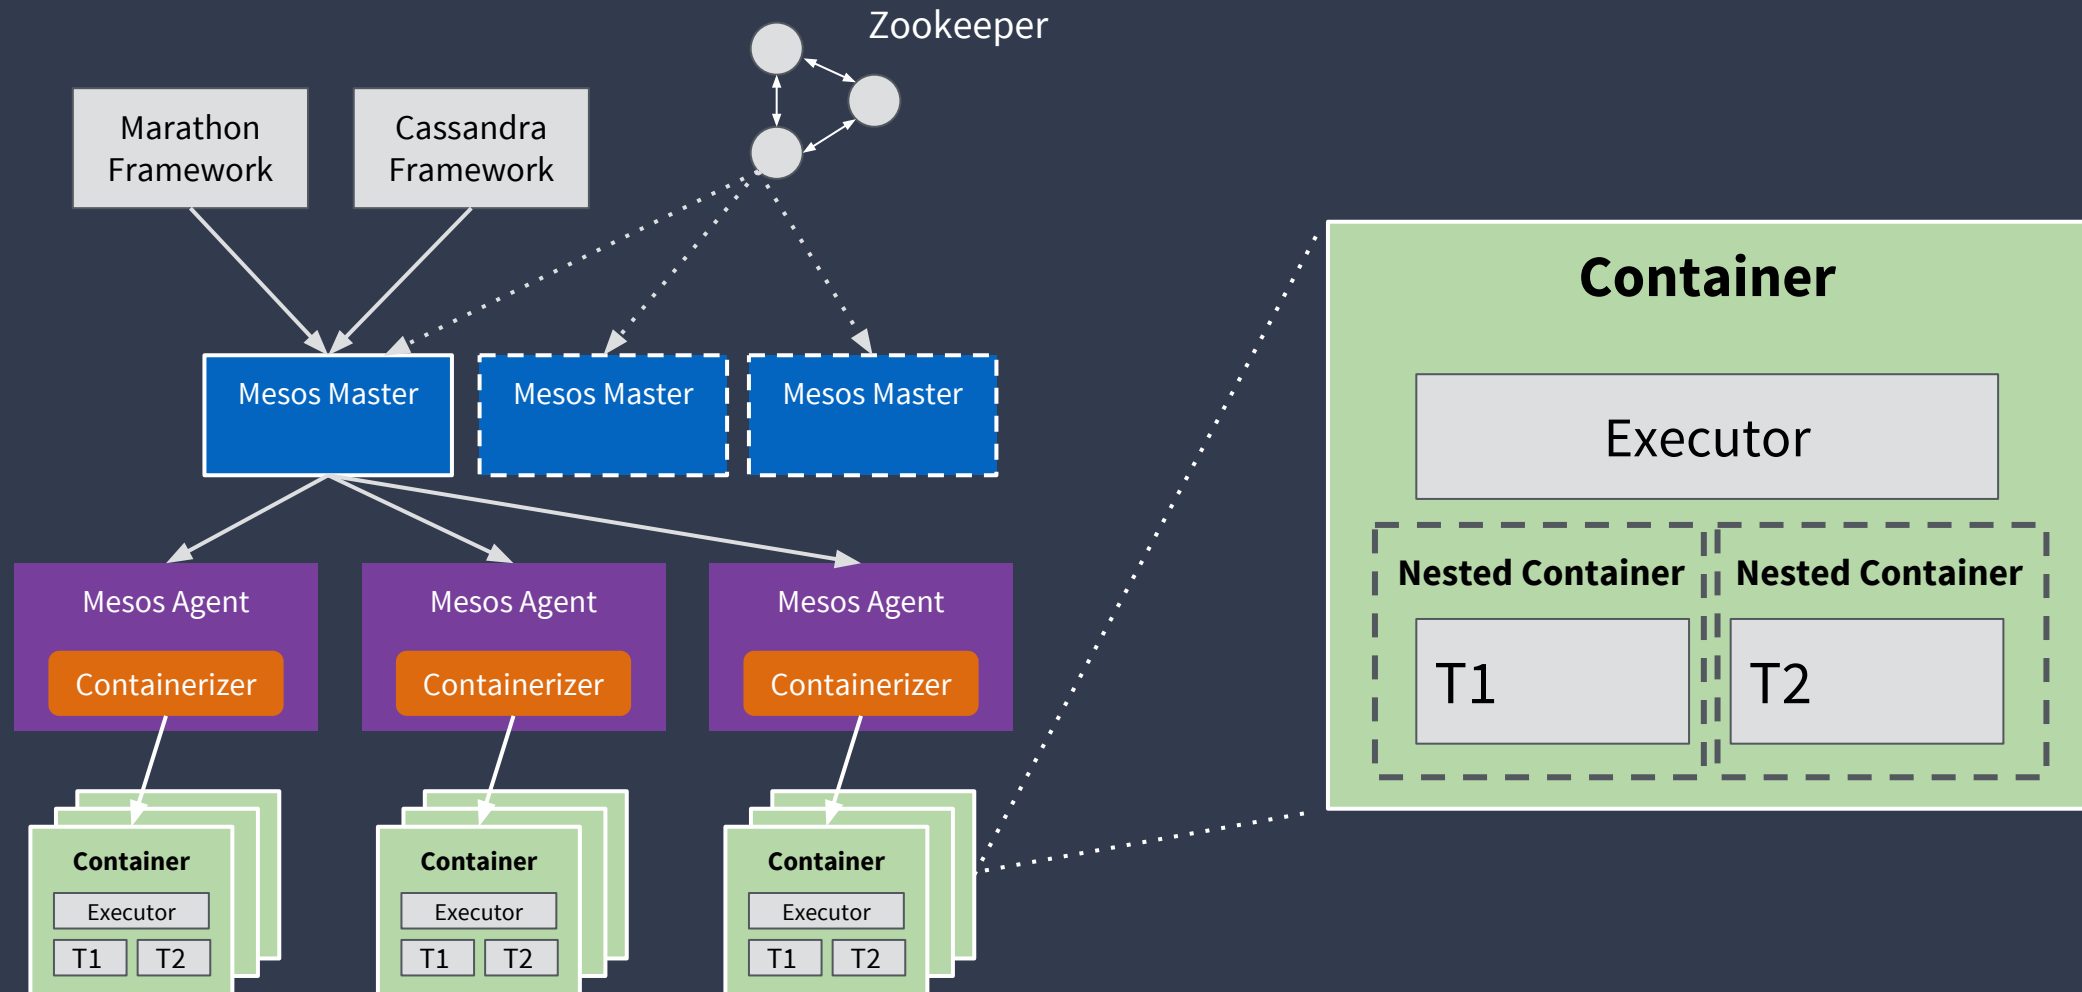 Zookeeper
Marathon
Framework
Cassandra
Framework
Mesos Master
Mesos Master
Mesos Master
Mesos Agent
Mesos Agent
Mesos Agent
Containerizer
Containerizer
Containerizer
Container
Executor
T1
T2
Container
Executor
T1
T2
Container
Executor
T1
T2
Container
Executor
Nested Container
Nested Container
T1
T2